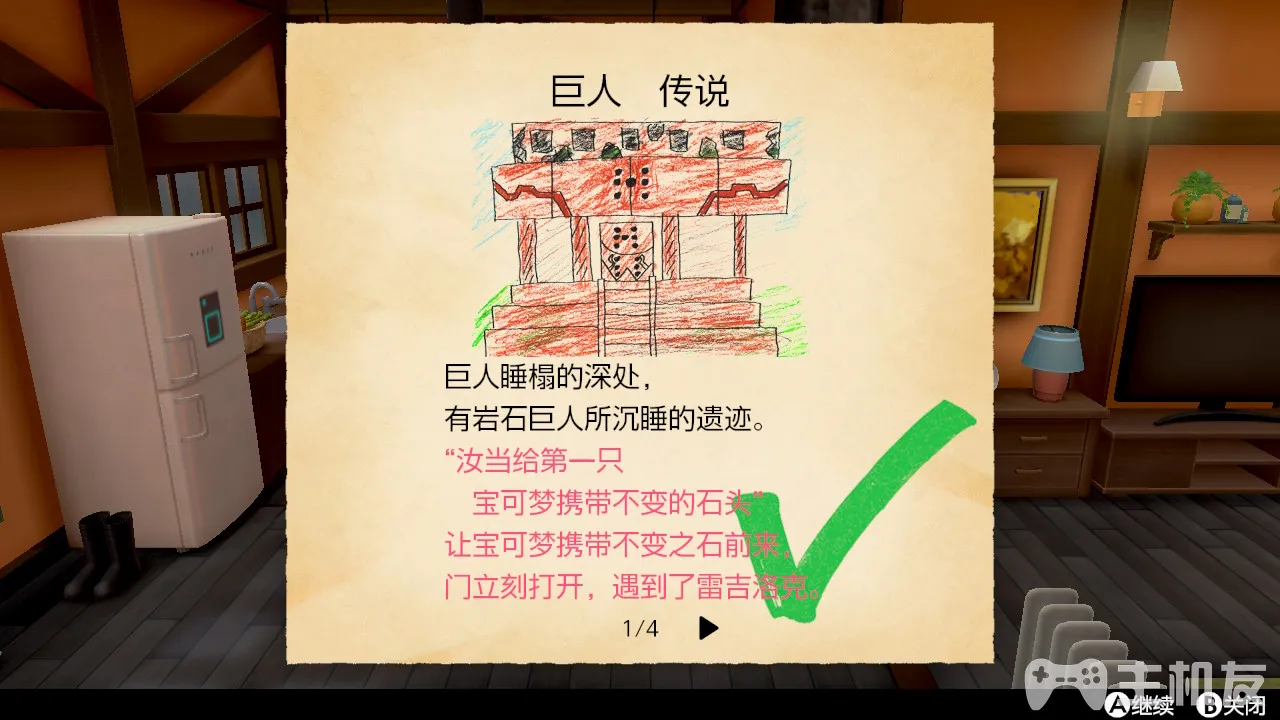 巨人　传说
巨人睡榻的深处，
有岩石巨人所沉睡的遗迹。
“汝当给第一只
宝可梦携带不变的石头”
让宝可梦携带不变之石前来，
门立刻打开，遇到了雷吉洛克。
1/4
手机友
A继续 B关闭